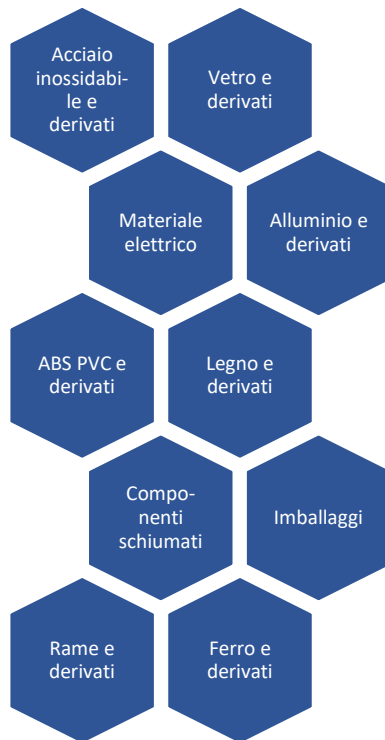 Acciaio
inossidabi-
le e
derivati
Vetro e
derivati
Materiale
elettrico
Alluminio e
derivati
ABS PVC e
derivati
Legno e
derivati
Compo-
nenti
schiumati
Imballaggi
Rame e
derivati
Ferro e
derivati